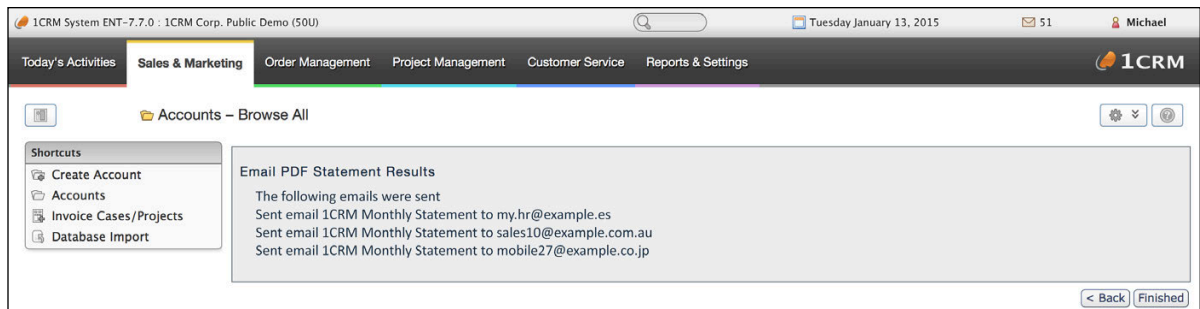 1CRM System ENT-7.7.0 : 1CRM Corp. Public Demo (50U) Tuesday January 13, 2015 51 Michael
Today's Activities Sales & Marketing Order Management Project Management Customer Service Reports & Settings 1CRM
Accounts – Browse All
Shortcuts
Create Account
Accounts
Invoice Cases/Projects
Database Import
Email PDF Statement Results
The following emails were sent
Sent email 1CRM Monthly Statement to my.hr@example.es
Sent email 1CRM Monthly Statement to sales10@example.com.au
Sent email 1CRM Monthly Statement to mobile27@example.co.jp
< Back Finished